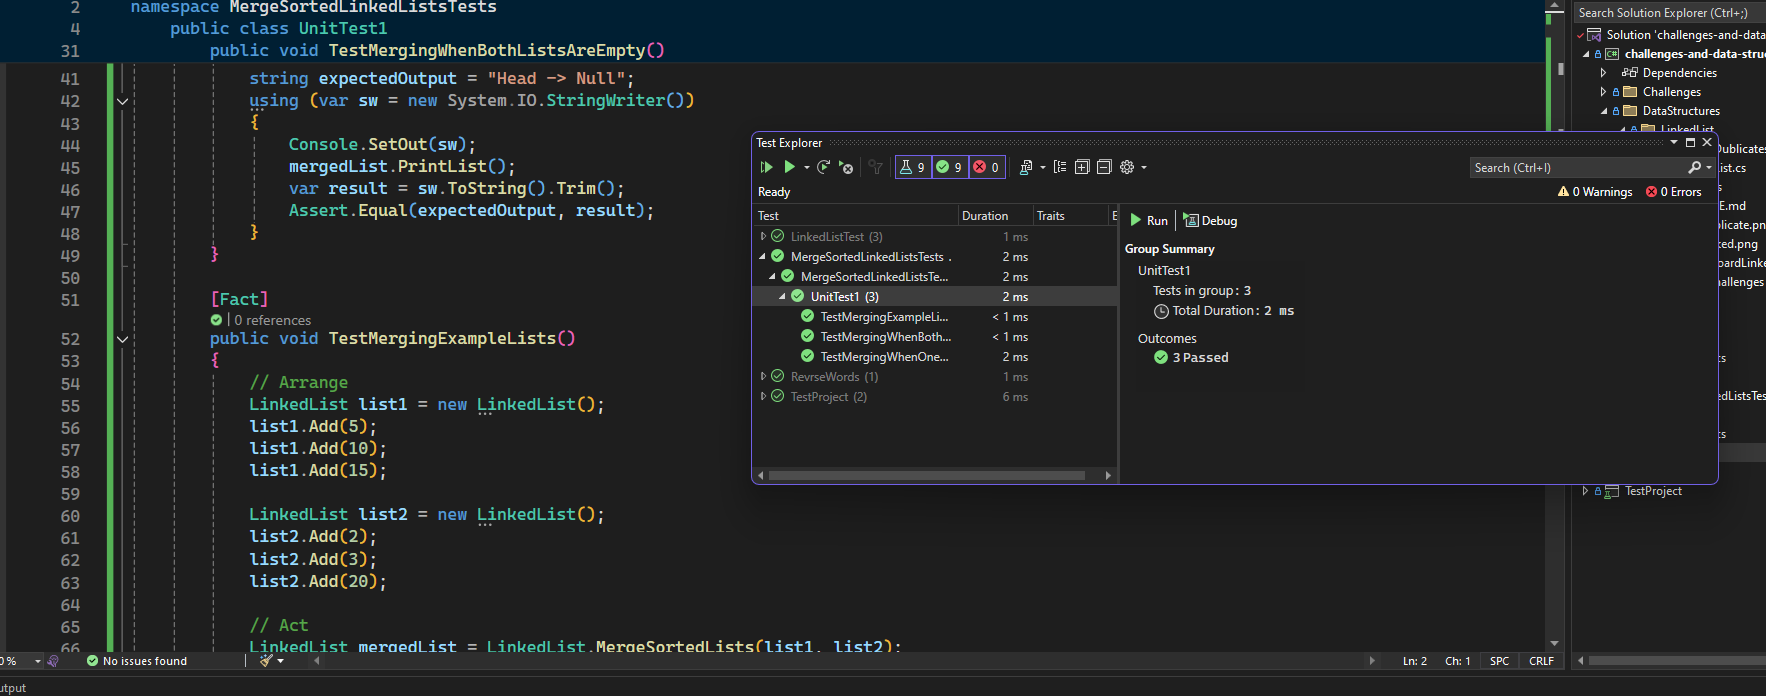 2 namespace MergeSortedLinkedListsTests
4 public class UnitTest1
31 public void TestMergingWhenBothListsAreEmpty()
41 string expectedOutput = "Head -> Null";
42 using (var sw = new System.IO.StringWriter())
43 {
44 Console.SetOut(sw);
45 mergedList.PrintList();
46 var result = sw.ToString().Trim();
47 Assert.Equal(expectedOutput, result);
48 }
49 }
50
51 [Fact]
0 references
52 public void TestMergingExampleLists()
53 {
54 // Arrange
55 LinkedList list1 = new LinkedList();
56 list1.Add(5);
57 list1.Add(10);
58 list1.Add(15);
59
60 LinkedList list2 = new LinkedList();
61 list2.Add(2);
62 list2.Add(3);
63 list2.Add(20);
64
65 // Act
66 LinkedList mergedList = LinkedList.MergeSortedLists(list1, list2);
0 % No issues found Ln: 2 Ch: 1 SPC CRLF
utput
Test Explorer
9 9 0 Search (Ctrl+I)
Ready 0 Warnings 0 Errors
Test Duration Traits E
LinkedListTest (3) 1 ms
MergeSortedLinkedListsTests . 2 ms
MergeSortedLinkedListsTe... 2 ms
UnitTest1 (3) 2 ms
TestMergingExampleLi... < 1 ms
TestMergingWhenBoth... < 1 ms
TestMergingWhenOne... 2 ms
RevrseWords (1) 1 ms
TestProject (2) 6 ms
Run Debug
Group Summary
UnitTest1
Tests in group: 3
Total Duration: 2 ms
Outcomes
3 Passed
Search Solution Explorer (Ctrl+;)
Solution 'challenges-and-data
challenges-and-data-stru
Dependencies
Challenges
DataStructures
LinkedList
Dublicates
ist.cs
s
E.md
plicate.pn
ked.png
oardLinke
hallenges
cs
edListsTes
cs
TestProject